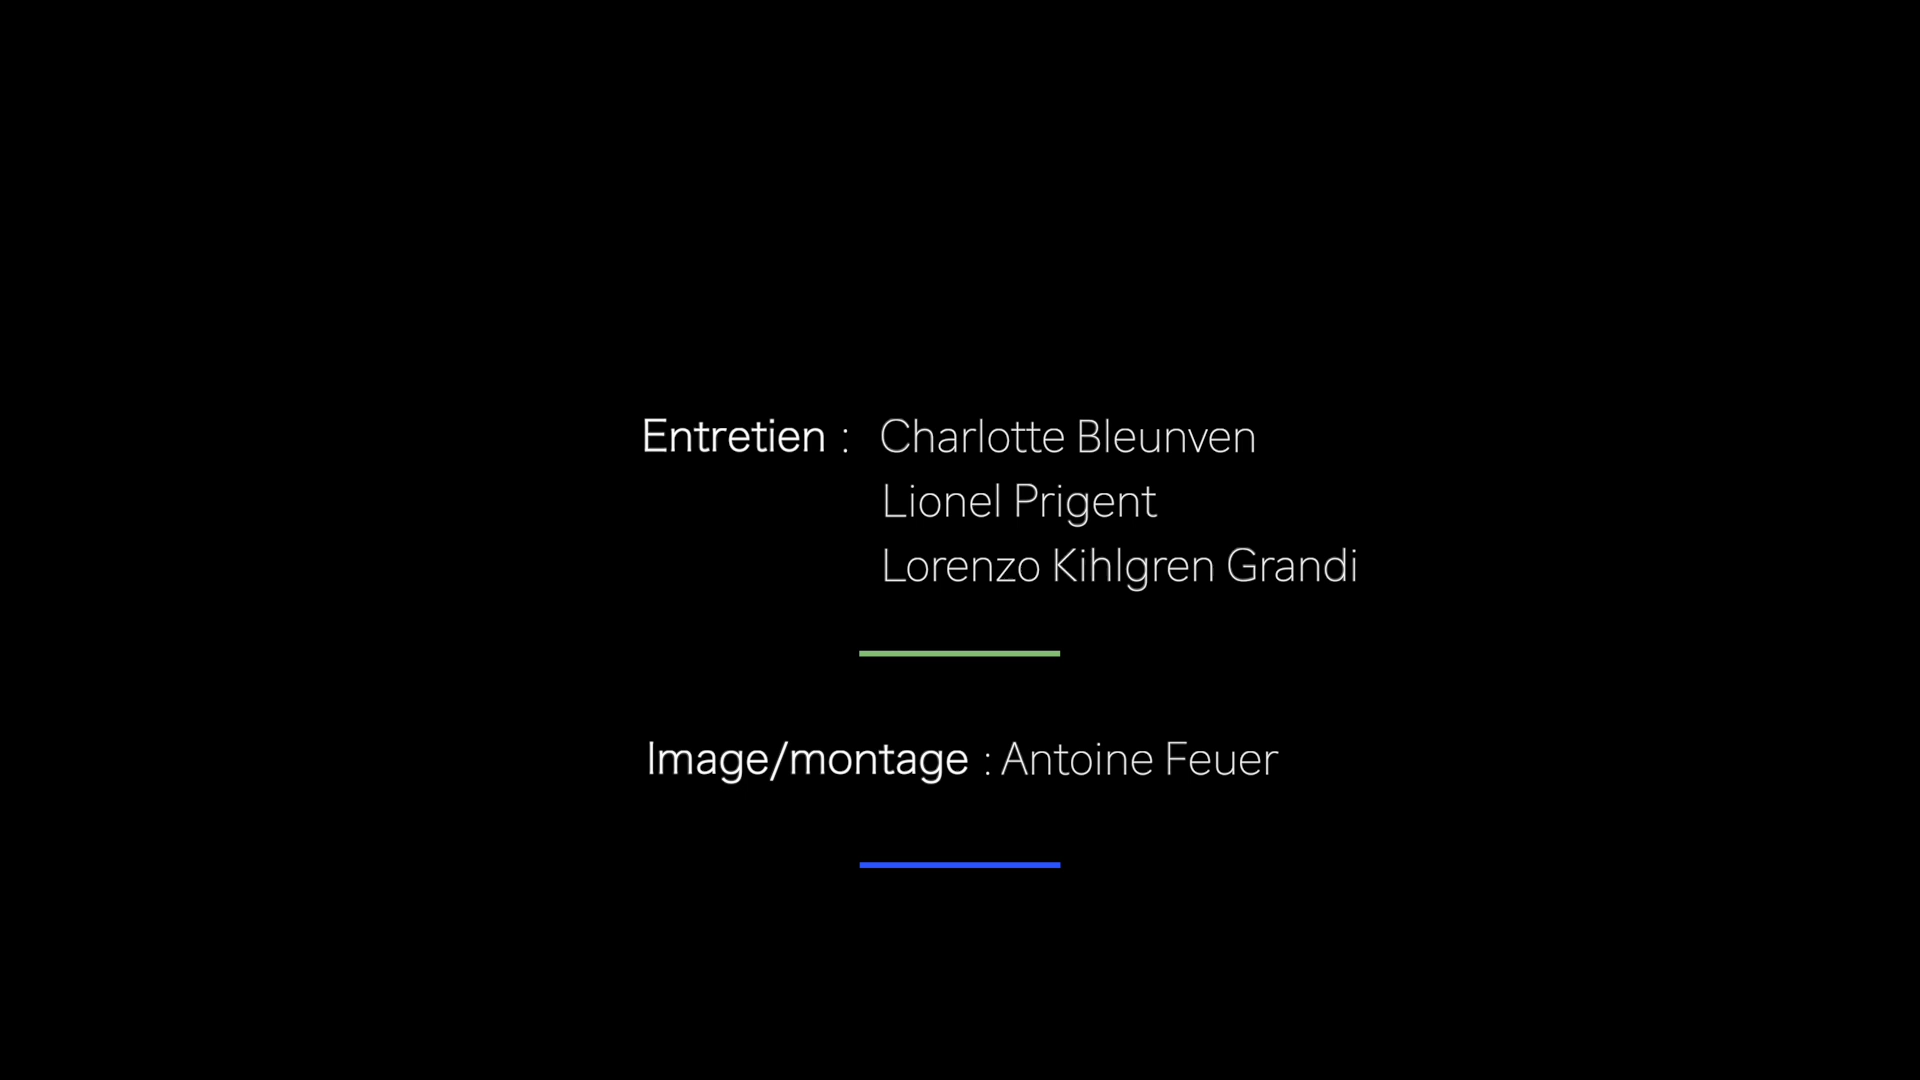 Entretien : Charlotte Bleunven
Lionel Prigent
Lorenzo Kihlgren Grandi
Image/montage : Antoine Feuer